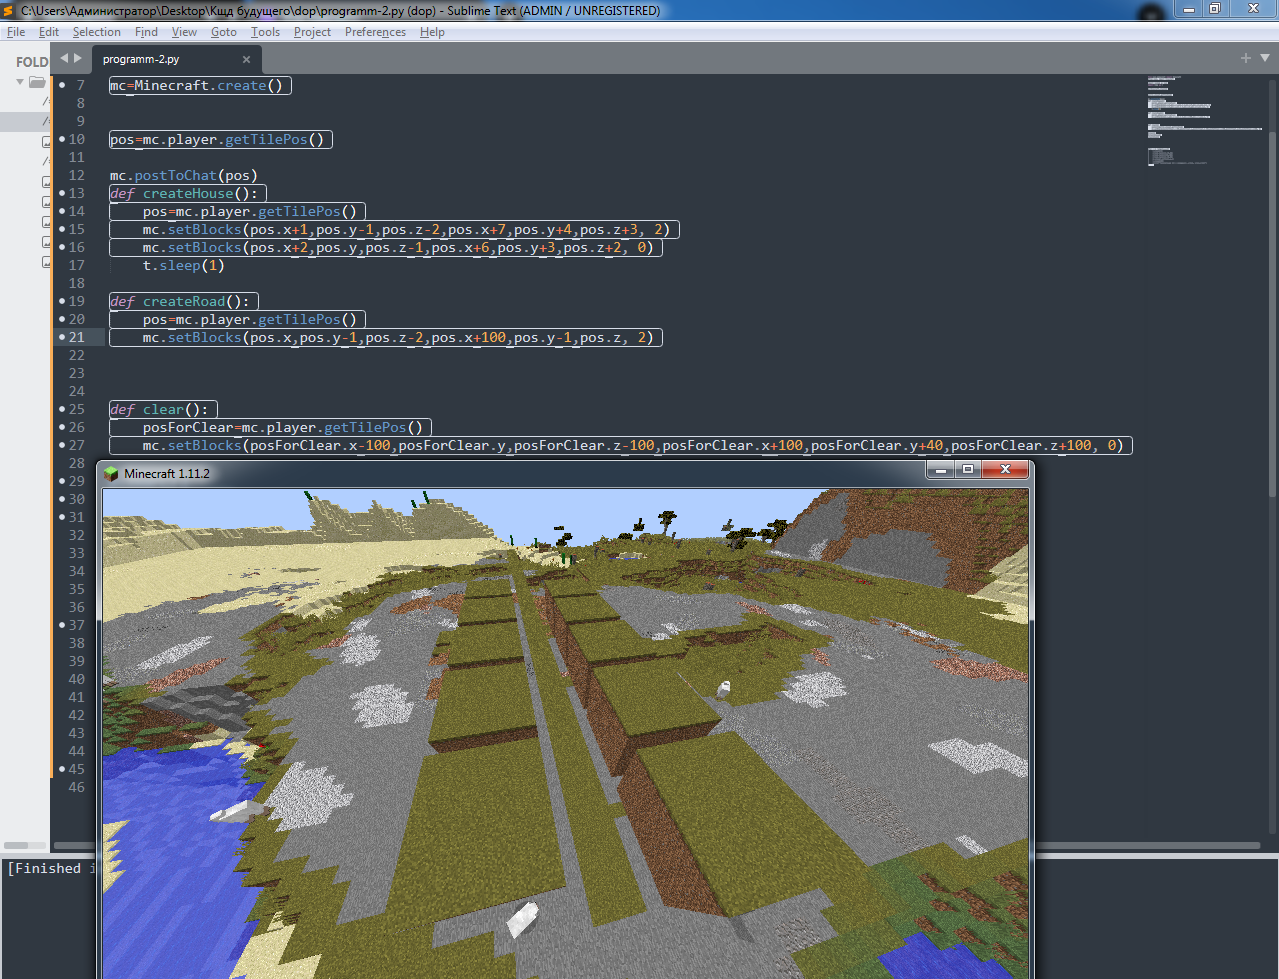 C:\Users\Администратор\Desktop\Кщд будущего\dop\programm-2.py (dop) - Sublime Text (ADMIN / UNREGISTERED)
File Edit Selection Find View Goto Tools Project Preferences Help
FOLD
programm-2.py
7 mc=Minecraft.create()
8
9
10 pos=mc.player.getTilePos()
11
12 mc.postToChat(pos)
13 def createHouse():
14 pos=mc.player.getTilePos()
15 mc.setBlocks(pos.x+1,pos.y-1,pos.z-2,pos.x+7,pos.y+4,pos.z+3, 2)
16 mc.setBlocks(pos.x+2,pos.y,pos.z-1,pos.x+6,pos.y+3,pos.z+2, 0)
17 t.sleep(1)
18
19 def createRoad():
20 pos=mc.player.getTilePos()
21 mc.setBlocks(pos.x,pos.y-1,pos.z-2,pos.x+100,pos.y-1,pos.z, 2)
22
23
24
25 def clear():
26 posForClear=mc.player.getTilePos()
27 mc.setBlocks(posForClear.x-100,posForClear.y,posForClear.z-100,posForClear.x+100,posForClear.y+40,posForClear.z+100, 0)
28
29
30
31
32
33
34
35
36
37
38
39
40
41
42
43
44
45
46
Minecraft 1.11.2
[Finished i